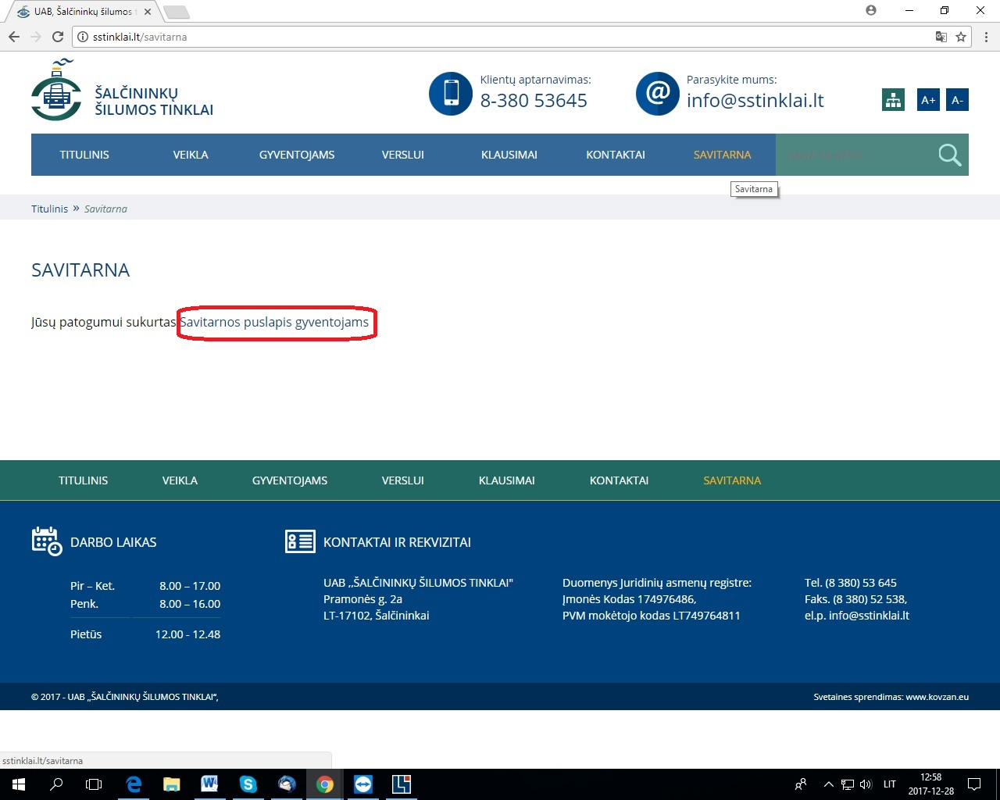 UAB, Šalčininkų šilumos t
sstinklai.lt/savitarna
ŠALČININKŲ
ŠILUMOS TINKLAI
Klientų aptarnavimas:
8-380 53645
Parasykite mums:
info@sstinklai.lt
A+ A-
TITULINIS VEIKLA GYVENTOJAMS VERSLUI KLAUSIMAI KONTAKTAI SAVITARNA
Savitarna
Titulinis » Savitarna
SAVITARNA
Jūsų patogumui sukurtas Savitarnos puslapis gyventojams
TITULINIS VEIKLA GYVENTOJAMS VERSLUI KLAUSIMAI KONTAKTAI SAVITARNA
DARBO LAIKAS
Pir – Ket. 8.00 – 17.00
Penk. 8.00 – 16.00
Pietūs 12.00 - 12.48
KONTAKTAI IR REKVIZITAI
UAB ,,ŠALČININKŲ ŠILUMOS TINKLAI"
Pramonės g. 2a
LT-17102, Šalčininkai
Duomenys Juridinių asmenų registre:
Įmonės Kodas 174976486,
PVM mokėtojo kodas LT749764811
Tel. (8 380) 53 645
Faks. (8 380) 52 538,
el.p. info@sstinklai.lt
© 2017 - UAB „ŠALČININKŲ ŠILUMOS TINKLAI“,
Svetaines sprendimas: www.kovzan.eu
sstinklai.lt/savitarna
LIT
12:58
2017-12-28